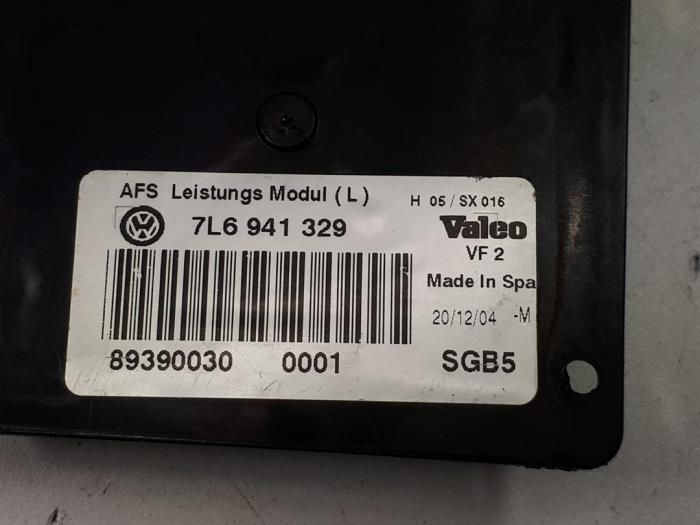 AFS Leistungs Modul ( L )
H 05 / SX 016
VW
7L6 941 329
Valeo
VF 2
Made In Spa
20/12/04 -M
89390030 0001
SGB5